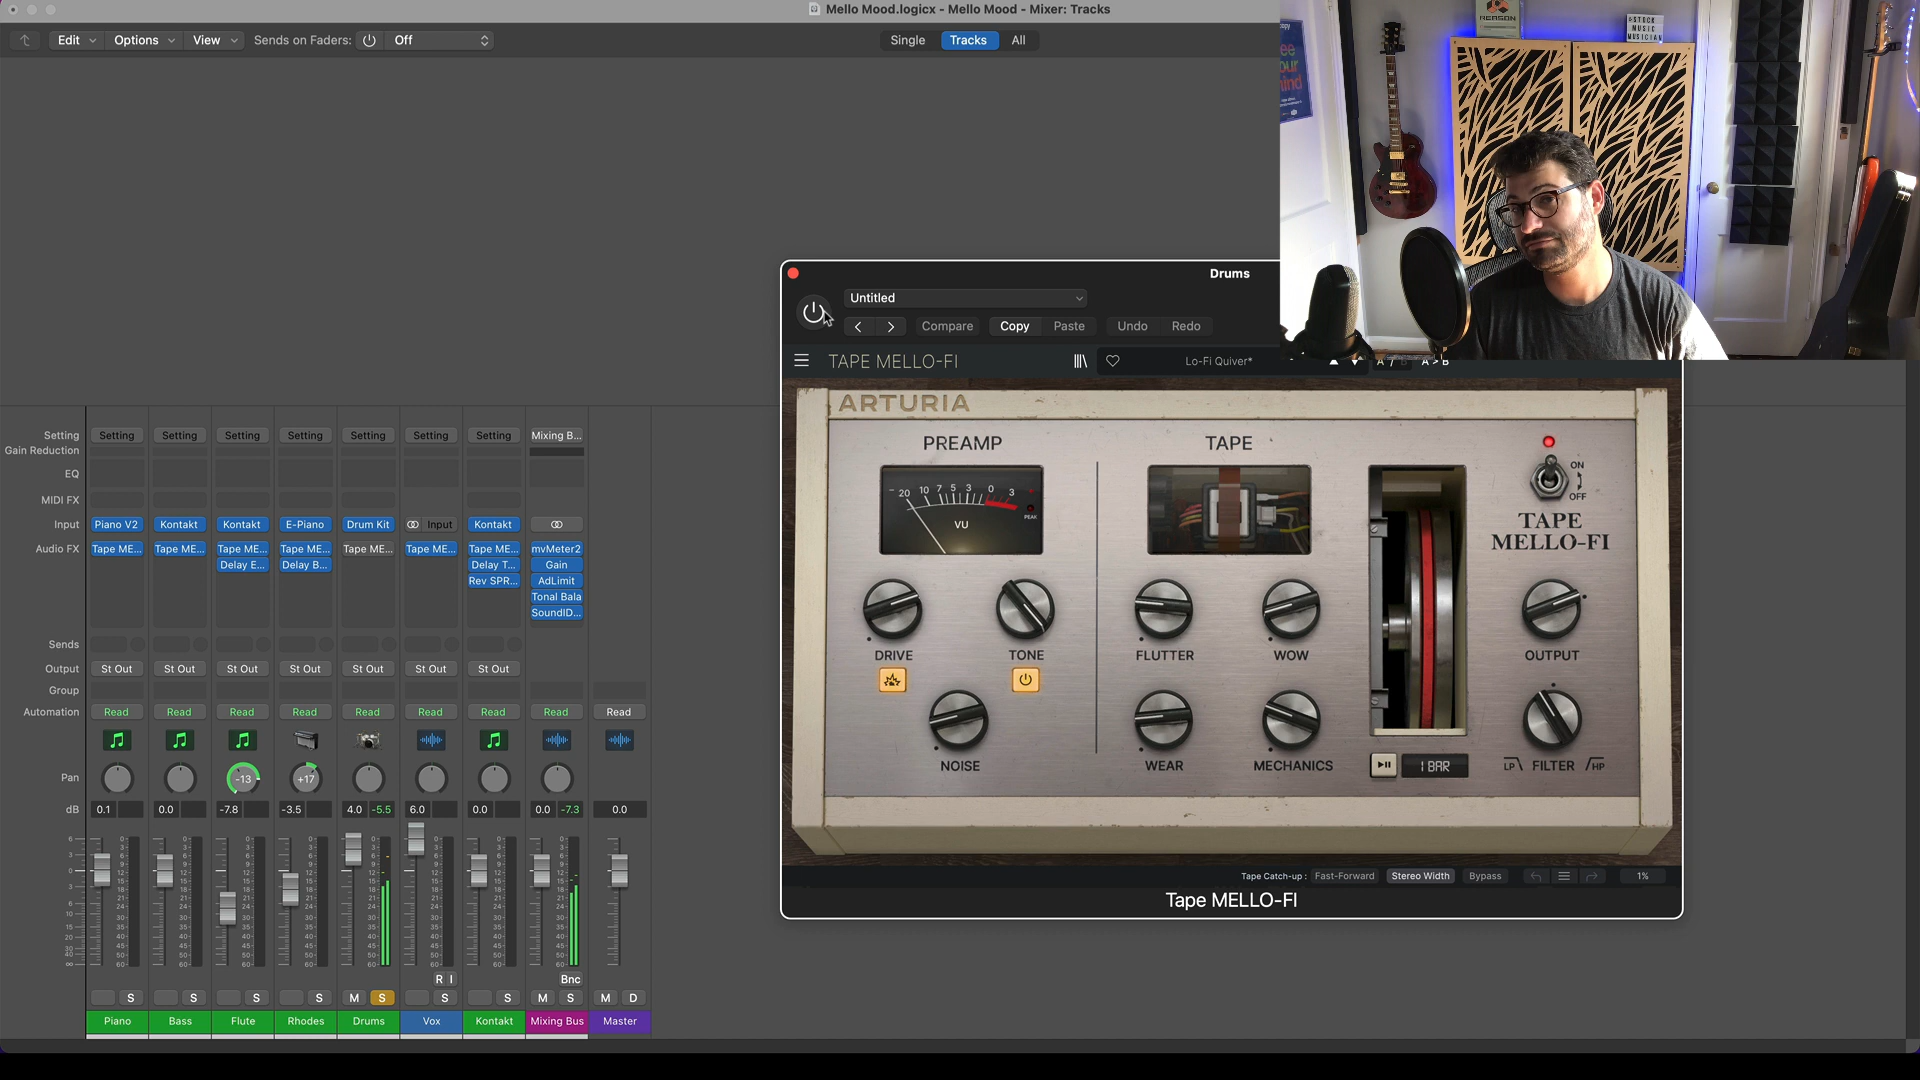 Mello Mood.logicx - Mello Mood - Mixer: Tracks
Edit Options View Sends on Faders: Off
Single Tracks All
REASON
#STOCK
MUSIC
MUSICIAN
Drums
Untitled
Compare Copy Paste Undo Redo
TAPE MELLO-FI Lo-Fi Quiver* A / B A > B
ARTURIA
PREAMP TAPE
ON
OFF
20 10 7 5 3 0 3
PEAK
VU
TAPE
MELLO-FI
DRIVE TONE FLUTTER WOW OUTPUT
NOISE WEAR MECHANICS 1 BAR LP FILTER HP
Tape Catch-up : Fast-Forward Stereo Width Bypass 1%
Tape MELLO-FI
Setting Setting Setting Setting Setting Setting Setting Setting Mixing B...
Gain Reduction
EQ
MIDI FX
Input Piano V2 Kontakt Kontakt E-Piano Drum Kit Input Kontakt
Audio FX Tape ME... Tape ME... Tape ME... Tape ME... Tape ME... Tape ME... Tape ME... mvMeter2
Delay E... Delay B... Delay T... Gain
Rev SPR... AdLimit
Tonal Bala
SoundID...
Sends
Output St Out St Out St Out St Out St Out St Out St Out
Group
Automation Read Read Read Read Read Read Read Read Read
Pan -13 +17
dB 0.1 0.0 -7.8 -3.5 4.0 -5.5 6.0 0.0 0.0 -7.3 0.0
R I Bnc
S S S S M S S S M S M D
Piano Bass Flute Rhodes Drums Vox Kontakt Mixing Bus Master